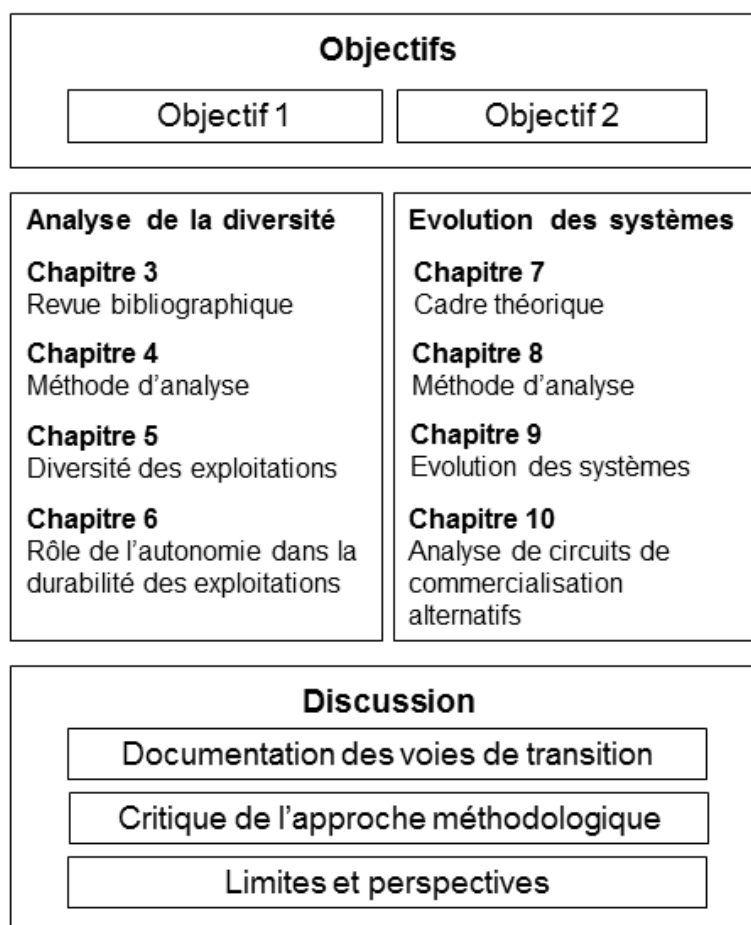 Objectifs
Objectif 1
Objectif 2
Analyse de la diversité
Chapitre 3
Revue bibliographique
Chapitre 4
Méthode d'analyse
Chapitre 5
Diversité des exploitations
Chapitre 6
Rôle de l'autonomie dans la
durabilité des exploitations
Evolution des systèmes
Chapitre 7
Cadre théorique
Chapitre 8
Méthode d'analyse
Chapitre 9
Evolution des systèmes
Chapitre 10
Analyse de circuits de
commercialisation
alternatifs
Discussion
Documentation des voies de transition
Critique de l'approche méthodologique
Limites et perspectives